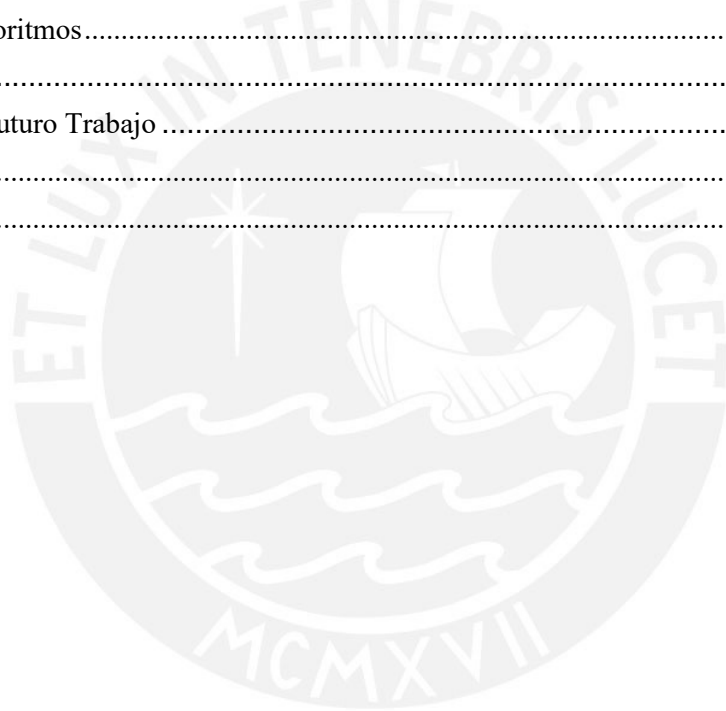 oritmos................................................................................
................................................................................
uturo Trabajo................................................................................
................................................................................
................................................................................
ET LUX IN TENEBRIS LUCET
MCMXVII